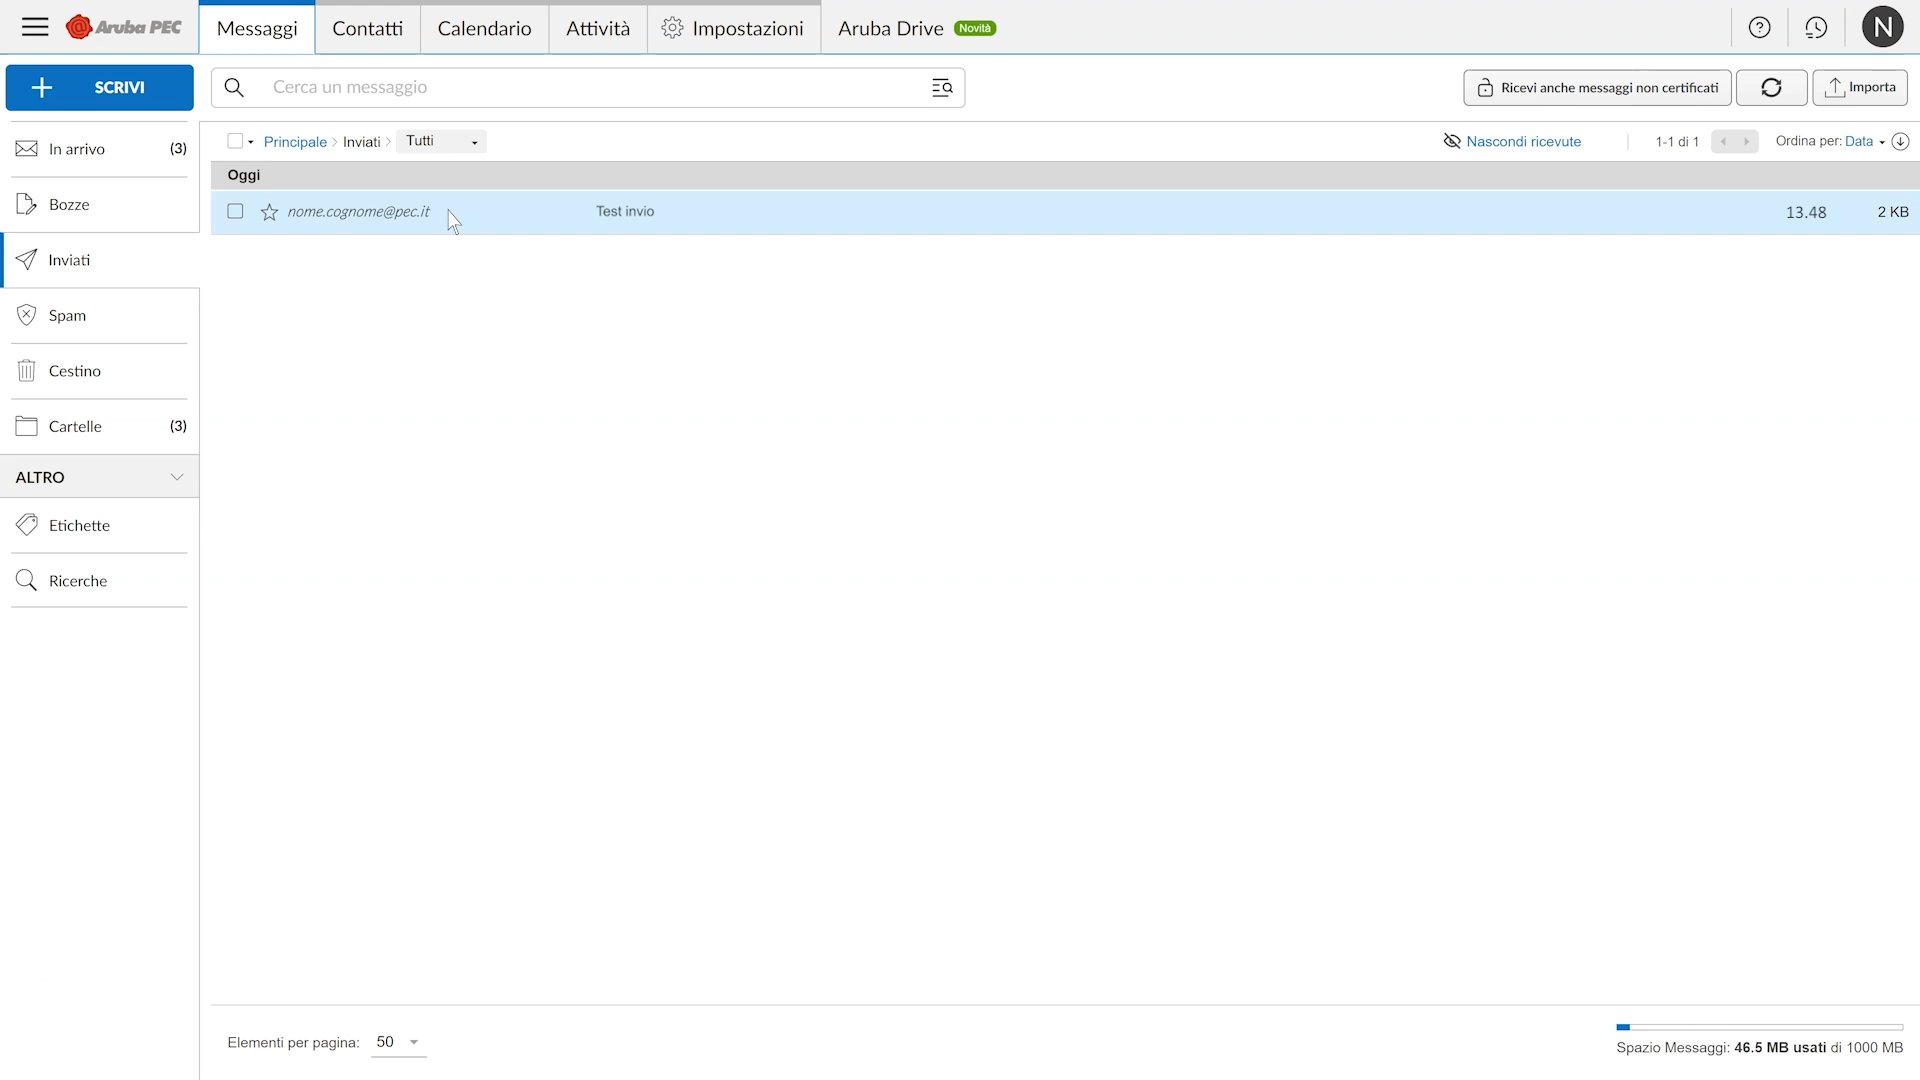 Aruba PEC
Messaggi
Contatti
Calendario
Attività
Impostazioni
Aruba Drive Novità
N
SCRIVI
Cerca un messaggio
Ricevi anche messaggi non certificati
Importa
In arrivo (3)
Bozze
Inviati
Spam
Cestino
Cartelle (3)
ALTRO
Etichette
Ricerche
Principale > Inviati > Tutti
Nascondi ricevute
1-1 di 1
Ordina per: Data
Oggi
nome.cognome@pec.it Test invio 13.48 2 KB
Elementi per pagina: 50
Spazio Messaggi: 46.5 MB usati di 1000 MB